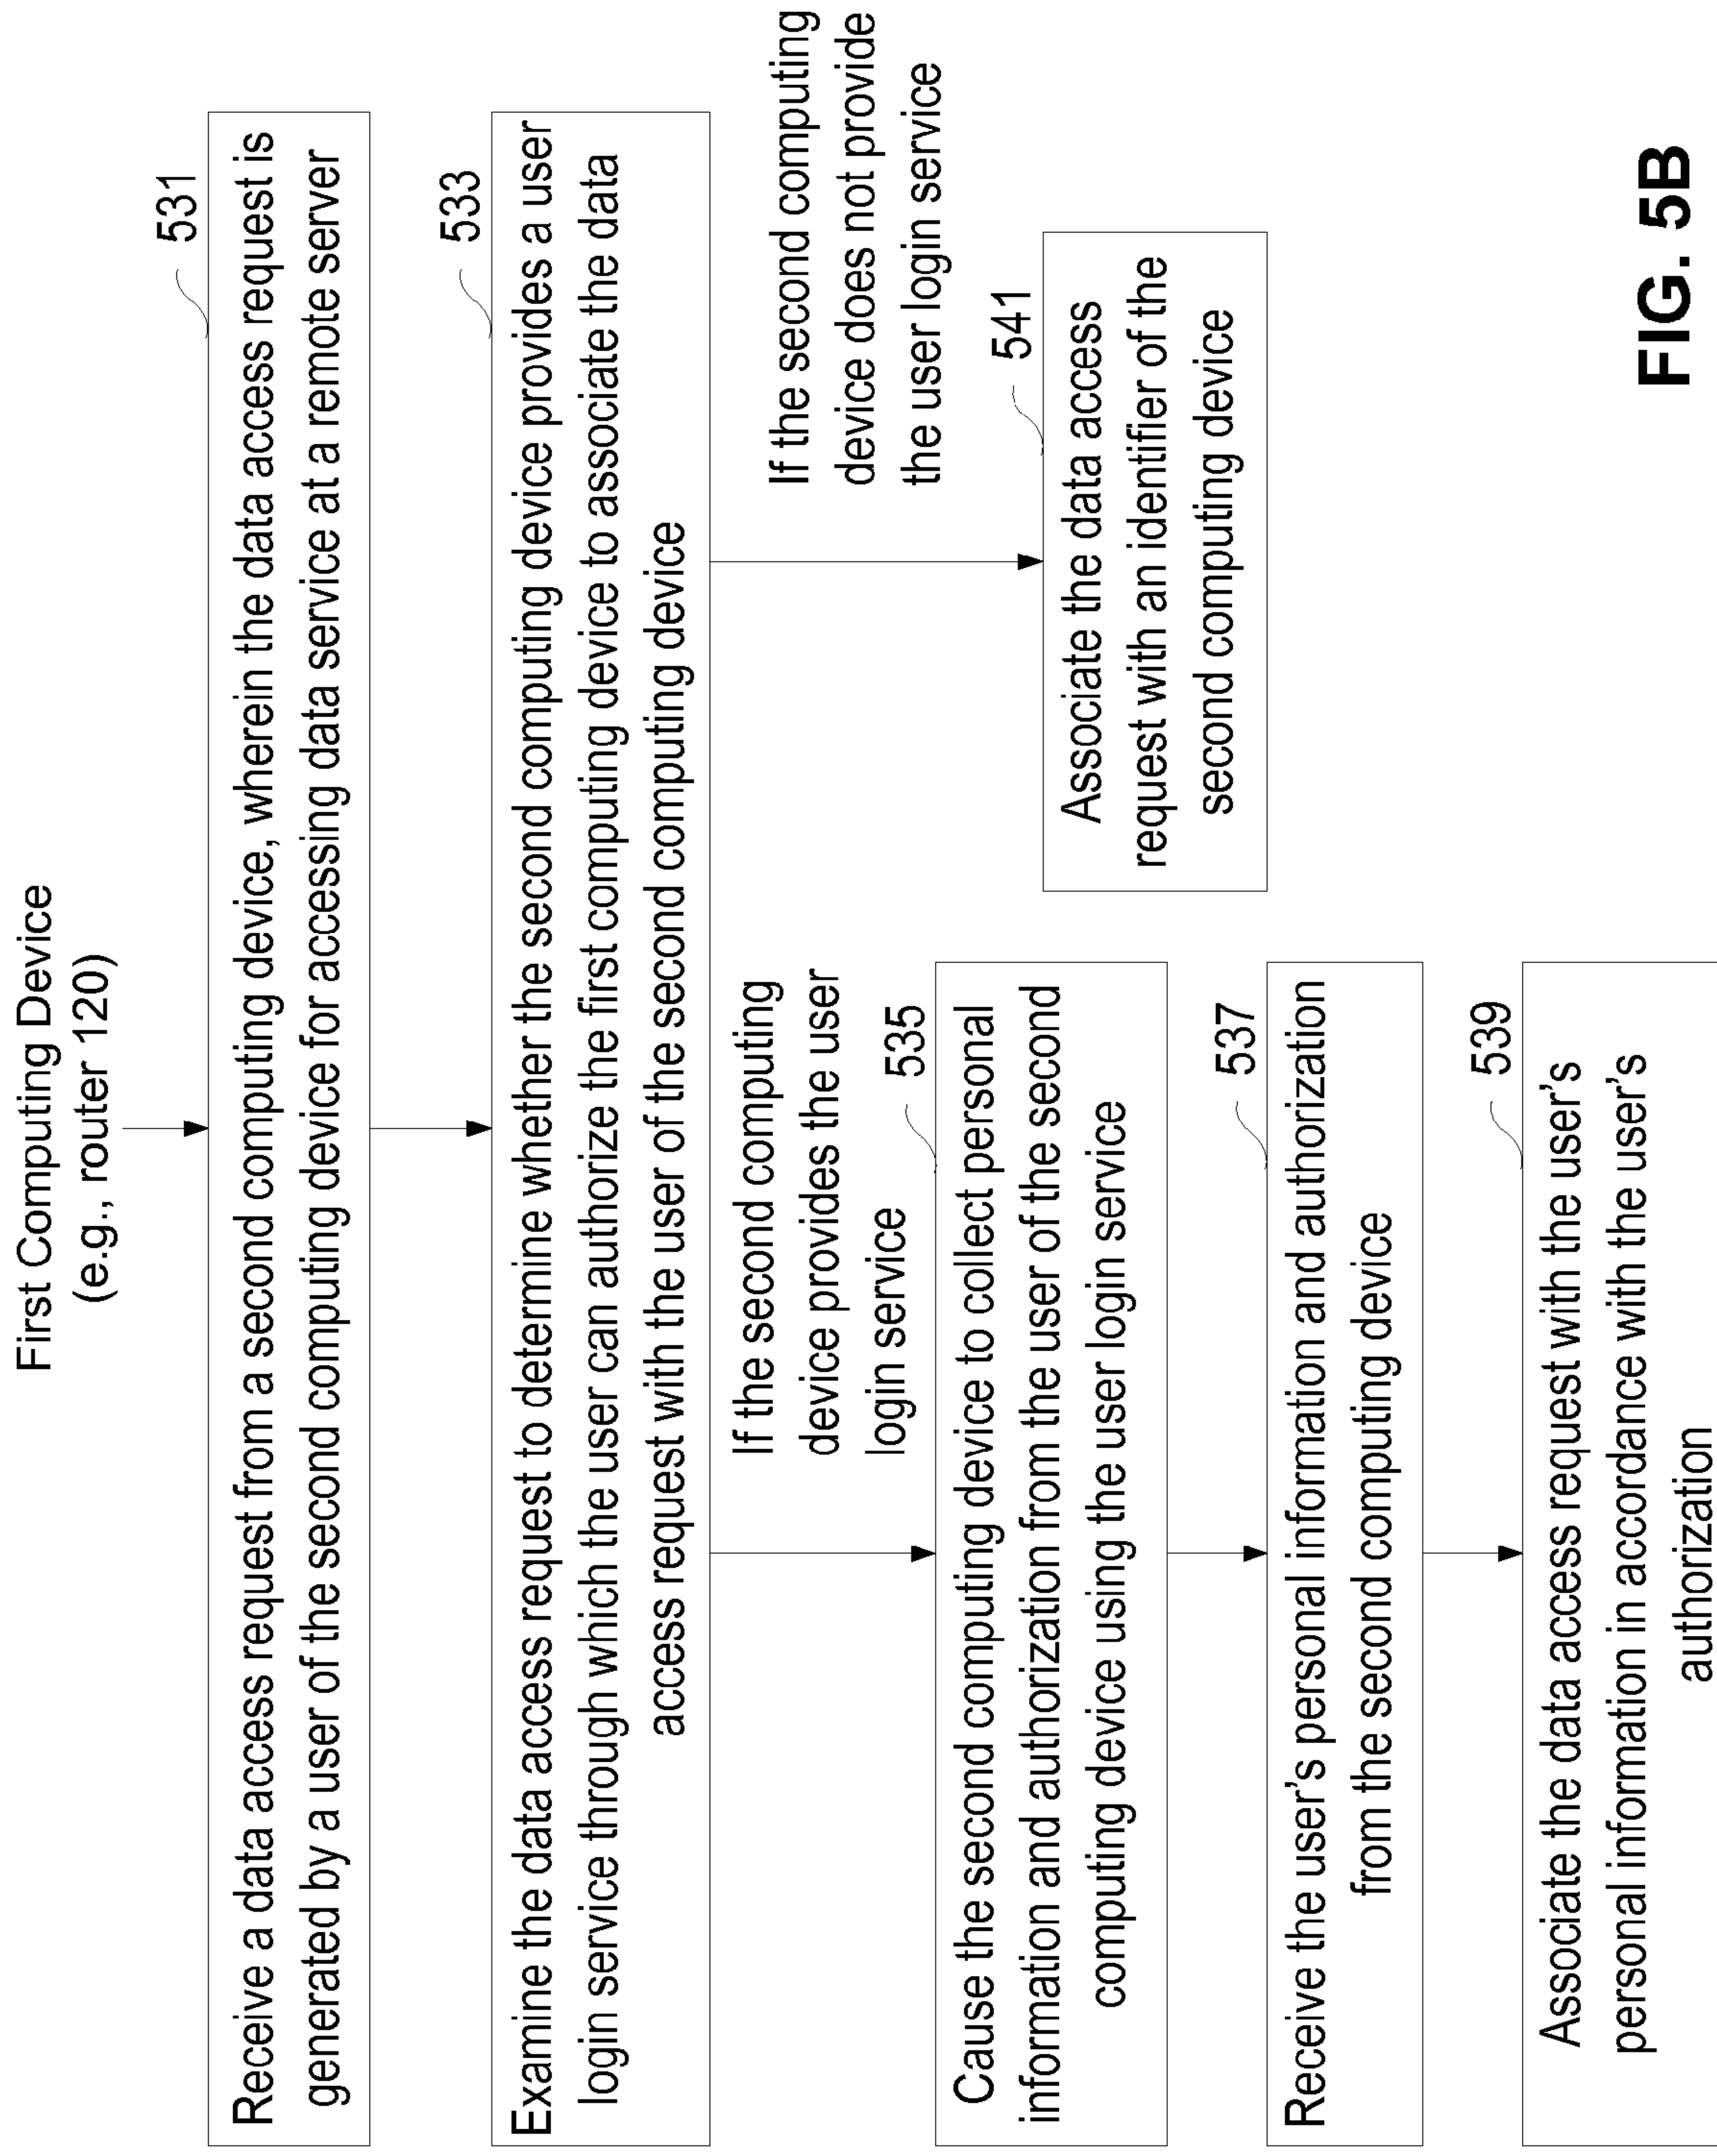 First Computing Device
(e.g., router 120)
531
Receive a data access request from a second computing device, wherein the data access request is
generated by a user of the second computing device for accessing data service at a remote server
533
Examine the data access request to determine whether the second computing device provides a user
login service through which the user can authorize the first computing device to associate the data
access request with the user of the second computing device
If the second computing
device provides the user
login service
535
Cause the second computing device to collect personal
information and authorization from the user of the second
computing device using the user login service
537
Receive the user's personal information and authorization
from the second computing device
539
Associate the data access request with the user's
personal information in accordance with the user's
authorization
If the second computing
device does not provide
the user login service
541
Associate the data access
request with an identifier of the
second computing device
FIG. 5B